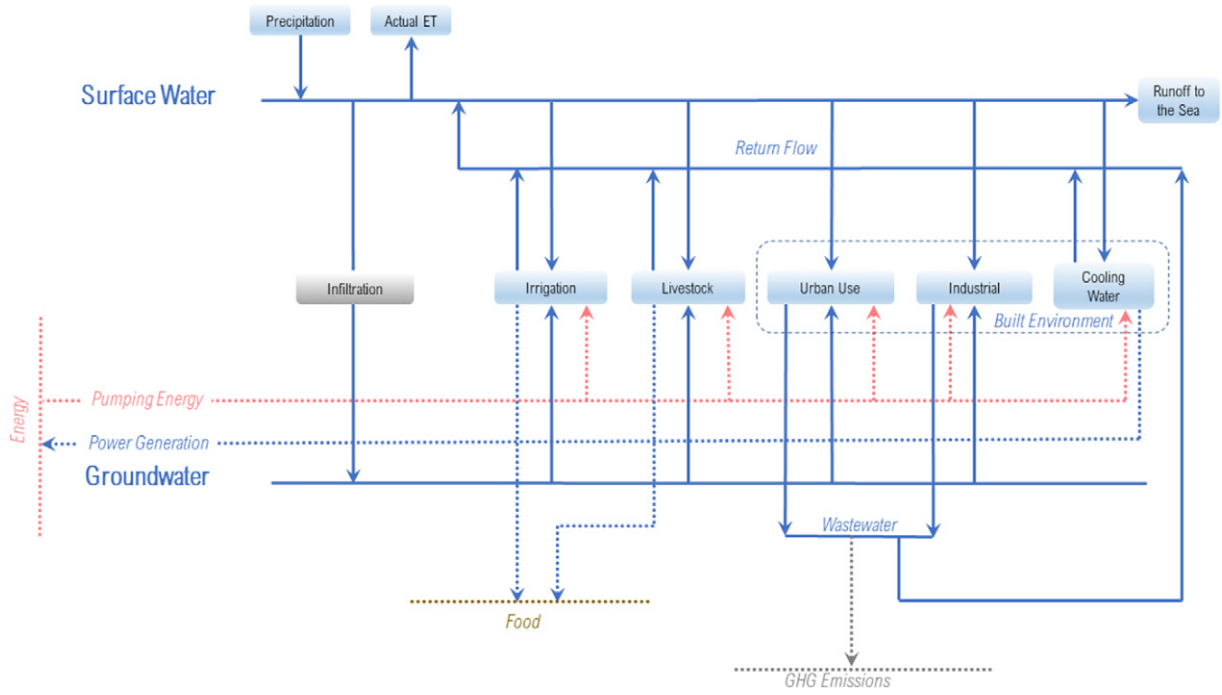 Precipitation
Actual ET
Surface Water
Runoff to
the Sea
Return Flow
Infiltration
Irrigation
Livestock
Urban Use
Industrial
Cooling
Water
Built Environment
Energy
Pumping Energy
Power Generation
Groundwater
Wastewater
Food
GHG Emissions